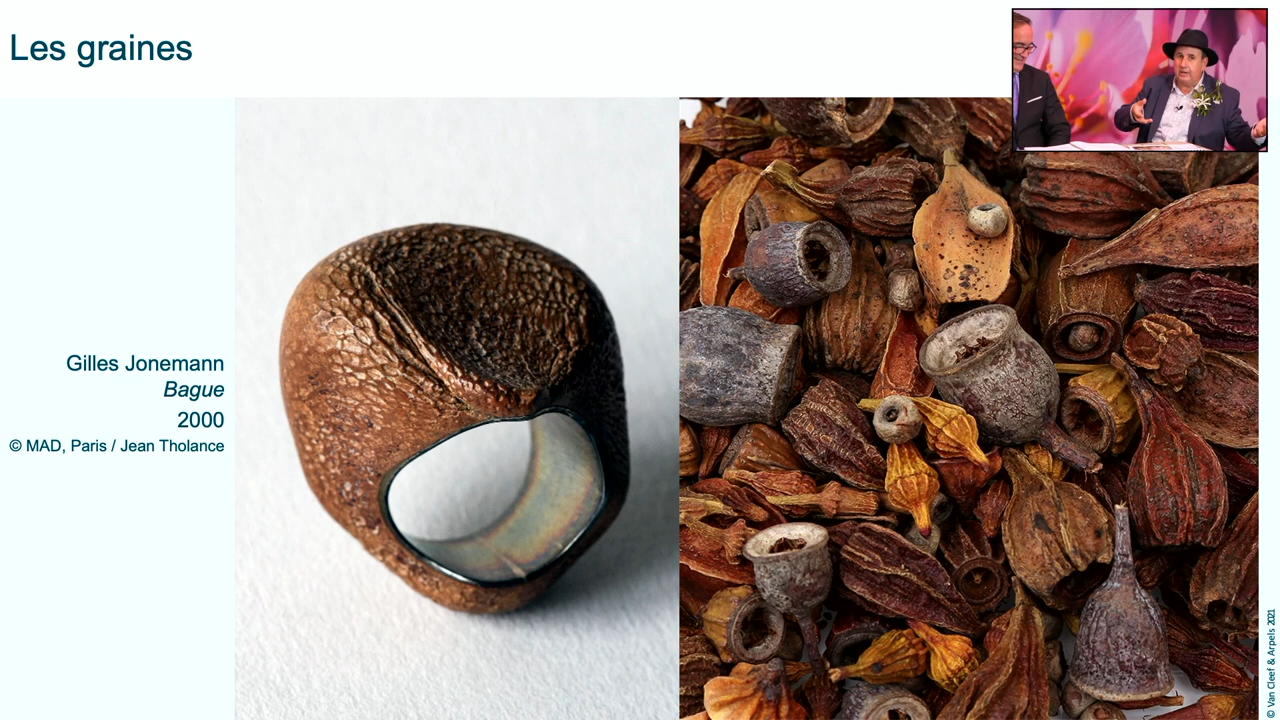 Les graines
Gilles Jonemann
Bague
2000
© MAD, Paris / Jean Tholance
© Van Cleef & Arpels 2021